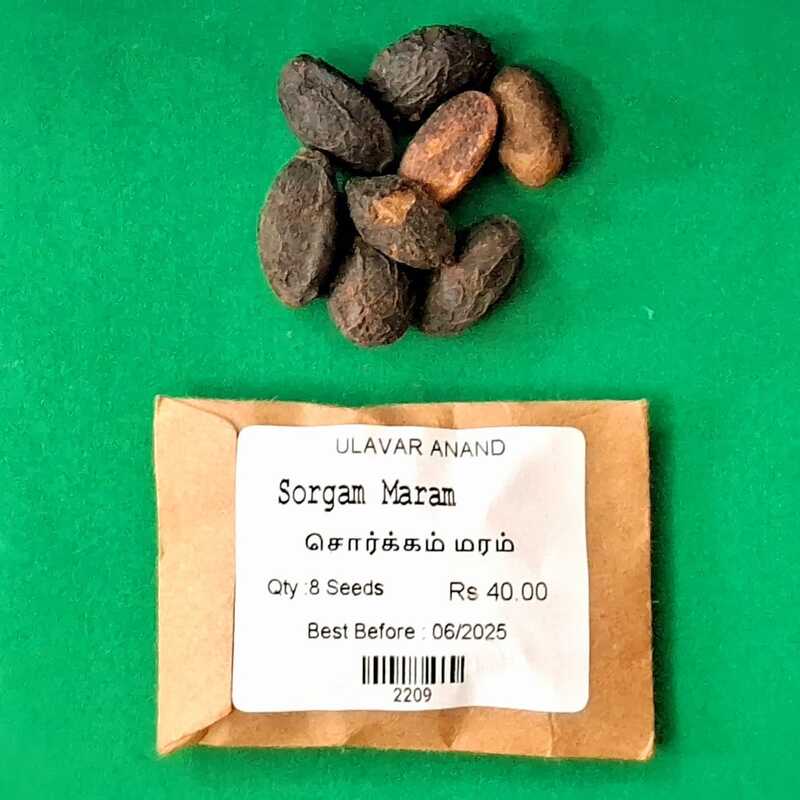 ULAVAR ANAND
Sorgam Maram
சொர்க்கம் மரம்
Qty :8 Seeds Rs 40.00
Best Before : 06/2025
2209